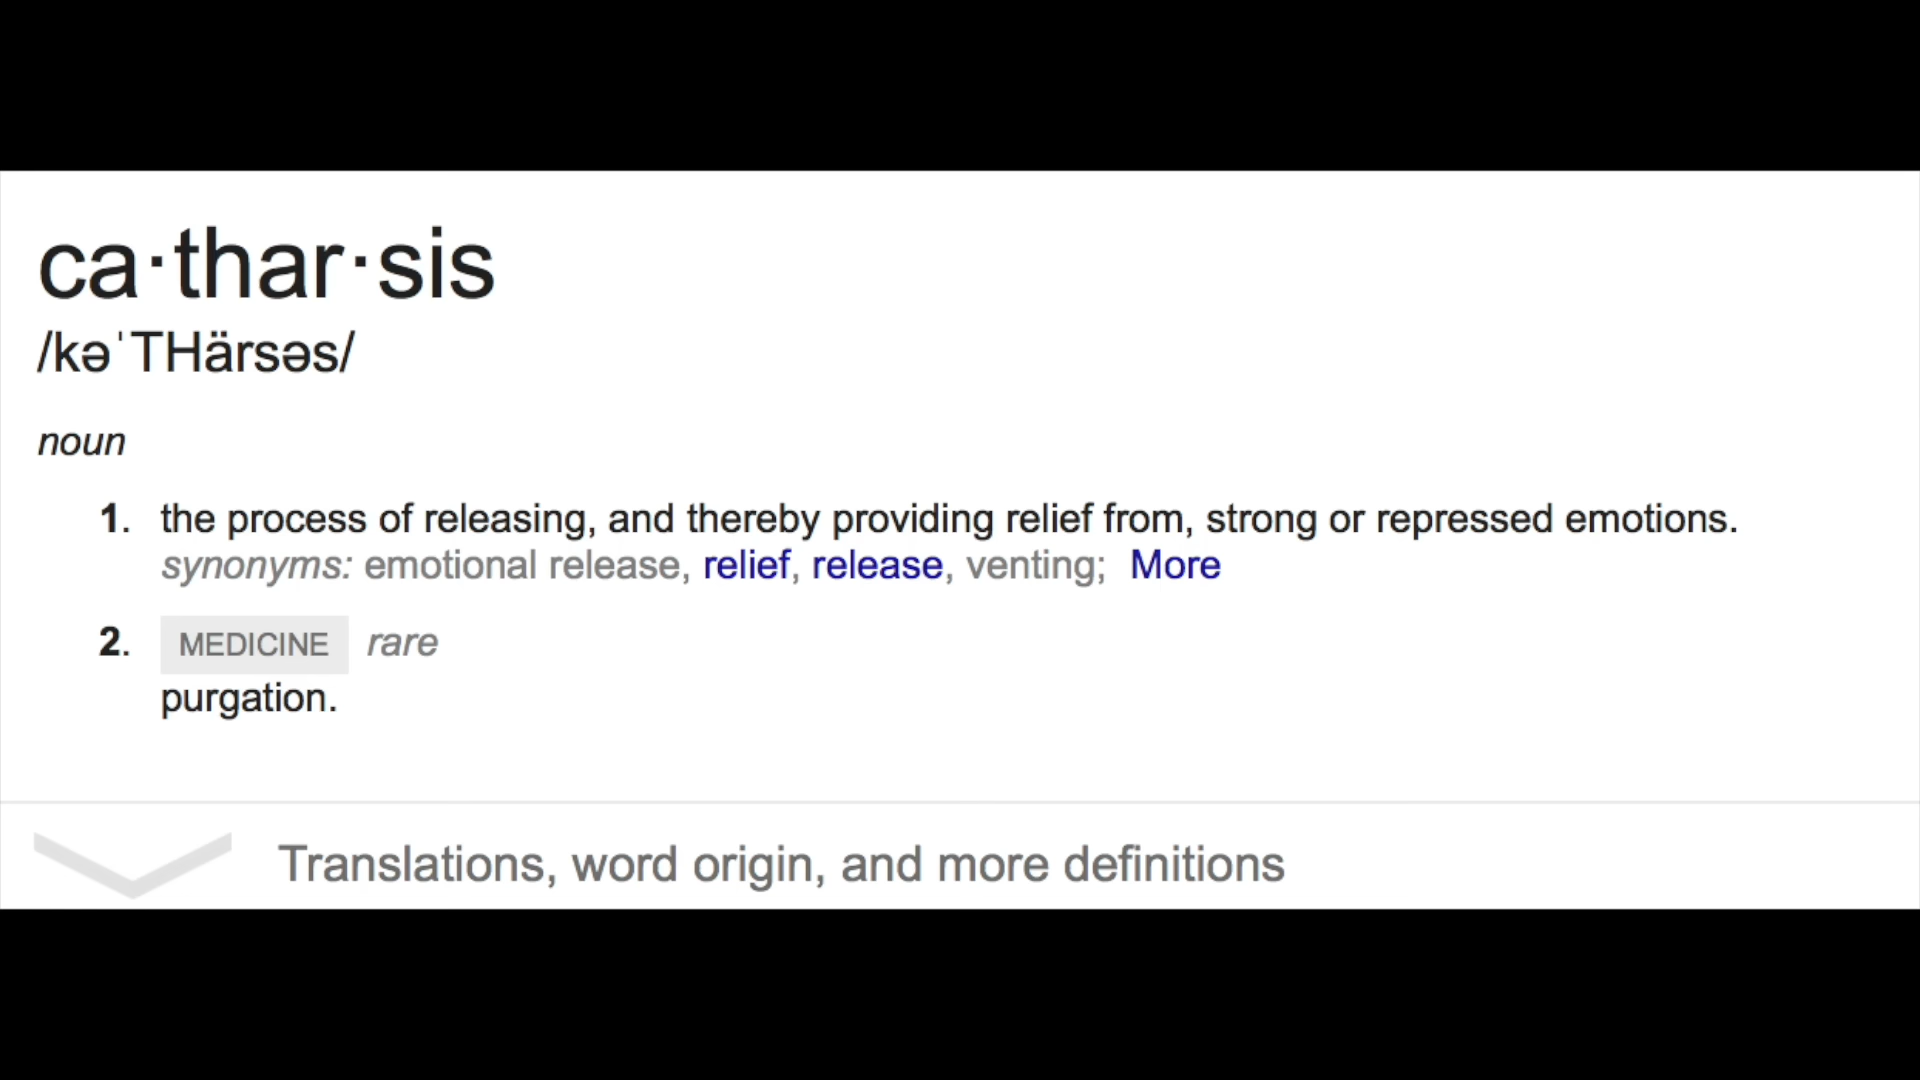 ca·thar·sis
/kəˈTHärsəs/
noun
1. the process of releasing, and thereby providing relief from, strong or repressed emotions.
synonyms: emotional release, relief, release, venting; More
2. MEDICINE rare
purgation.
Translations, word origin, and more definitions